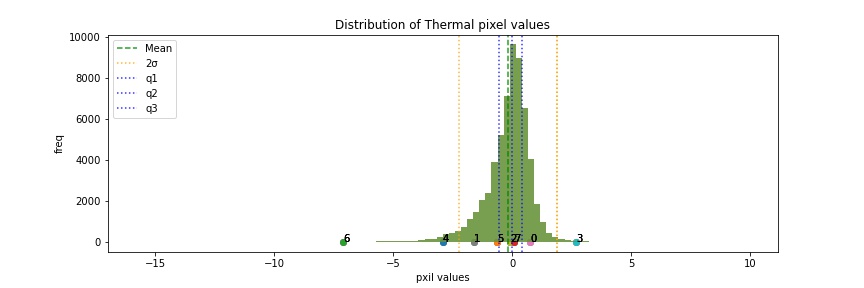 Distribution of Thermal pixel values
10000
8000
6000
4000
2000
0
freq
Mean
2σ
q1
q2
q3
6 4 1 5 2 7 0 3
−15 −10 −5 0 5 10
pxil values